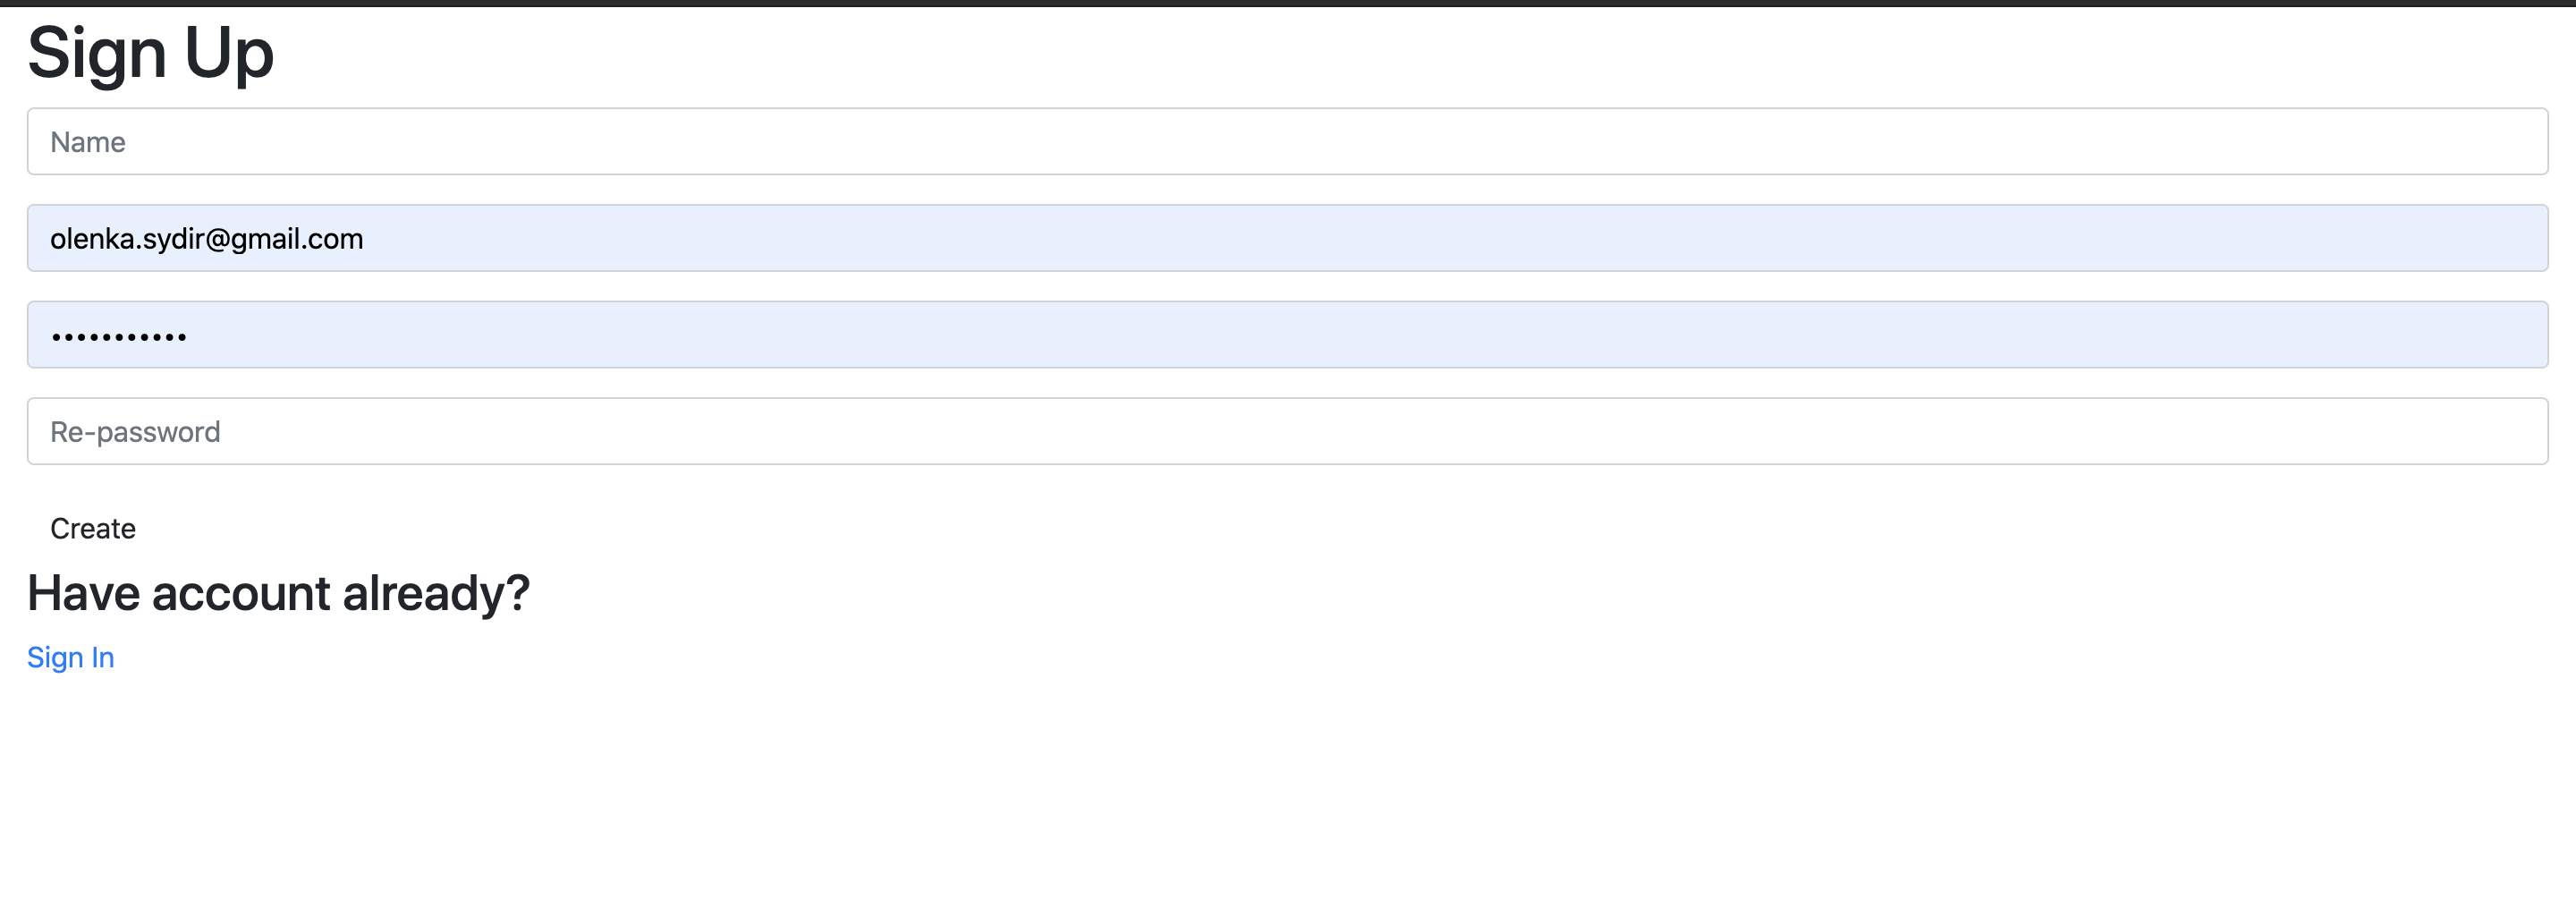 Sign Up
Name
olenka.sydir@gmail.com
•••••••••••
Re-password
Create
Have account already?
Sign In